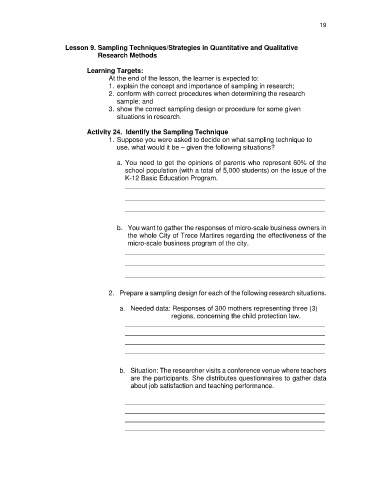 19
Lesson 9. Sampling Techniques/Strategies in Quantitative and Qualitative
Research Methods
Learning Targets:
At the end of the lesson, the learner is expected to:
1. explain the concept and importance of sampling in research;
2. conform with correct procedures when determining the research
sample; and
3. show the correct sampling design or procedure for some given
situations in research.
Activity 24. Identify the Sampling Technique
1. Suppose you were asked to decide on what sampling technique to
use, what would it be – given the following situations?
a. You need to get the opinions of parents who represent 60% of the
school population (with a total of 5,000 students) on the issue of the
K-12 Basic Education Program.
b. You want to gather the responses of micro-scale business owners in
the whole City of Trece Martires regarding the effectiveness of the
micro-scale business program of the city.
2. Prepare a sampling design for each of the following research situations.
a. Needed data: Responses of 300 mothers representing three (3)
regions, concerning the child protection law.
b. Situation: The researcher visits a conference venue where teachers
are the participants. She distributes questionnaires to gather data
about job satisfaction and teaching performance.